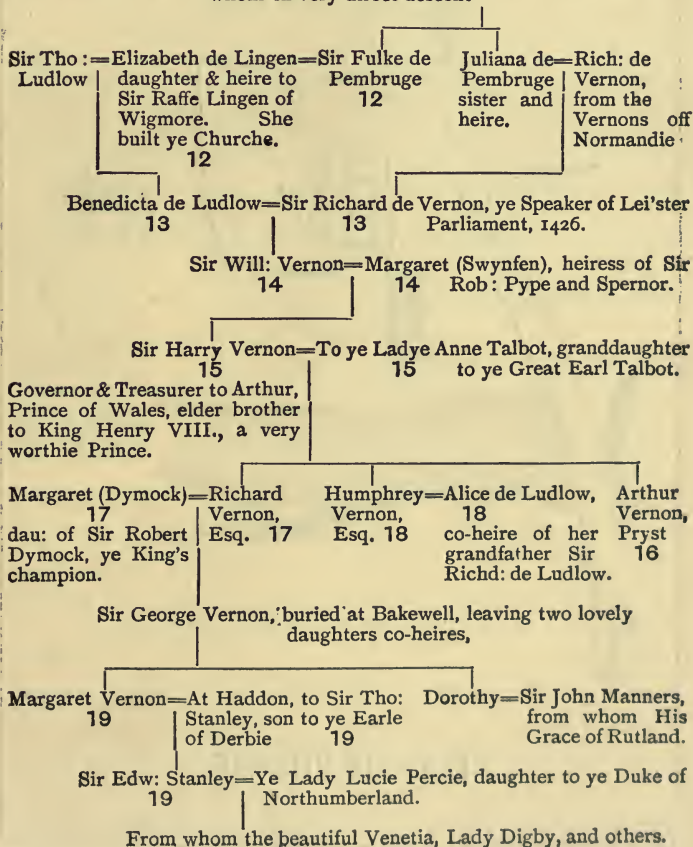 Sir Tho: = Elizabeth de Lingen = Sir Fulke de Juliana de = Rich: de
Ludlow daughter & heire to Pembruge Pembruge Vernon,
Sir Raffe Lingen of 12 sister and from the
Wigmore. She heire. Vernons off
built ye Churche. Normandie
12
Benedicta de Ludlow=Sir Richard de Vernon, ye Speaker of Lei'ster
13 13 Parliament, 1426.
Sir Will: Vernon=Margaret (Swynfen), heiress of Sir
14 14 Rob: Pype and Spernor.
Sir Harry Vernon=To ye Ladye Anne Talbot, granddaughter
15 15 to ye Great Earl Talbot.
Governor & Treasurer to Arthur,
Prince of Wales, elder brother
to King Henry VIII., a very
worthie Prince.
Margaret (Dymock)=Richard Humphrey=Alice de Ludlow, Arthur
17 Vernon, Vernon, 18 Vernon,
dau: of Sir Robert Esq. 17 Esq. 18 co-heire of her Pryst
Dymock, ye King's grandfather Sir 16
champion. Richd: de Ludlow.
Sir George Vernon, buried at Bakewell, leaving two lovely
daughters co-heires,
Margaret Vernon=At Haddon, to Sir Tho: Dorothy=Sir John Manners,
19 Stanley, son to ye Earle from whom His
of Derbie 19 Grace of Rutland.
Sir Edw: Stanley=Ye Lady Lucie Percie, daughter to ye Duke of
19 Northumberland.
From whom the beautiful Venetia, Lady Digby, and others.